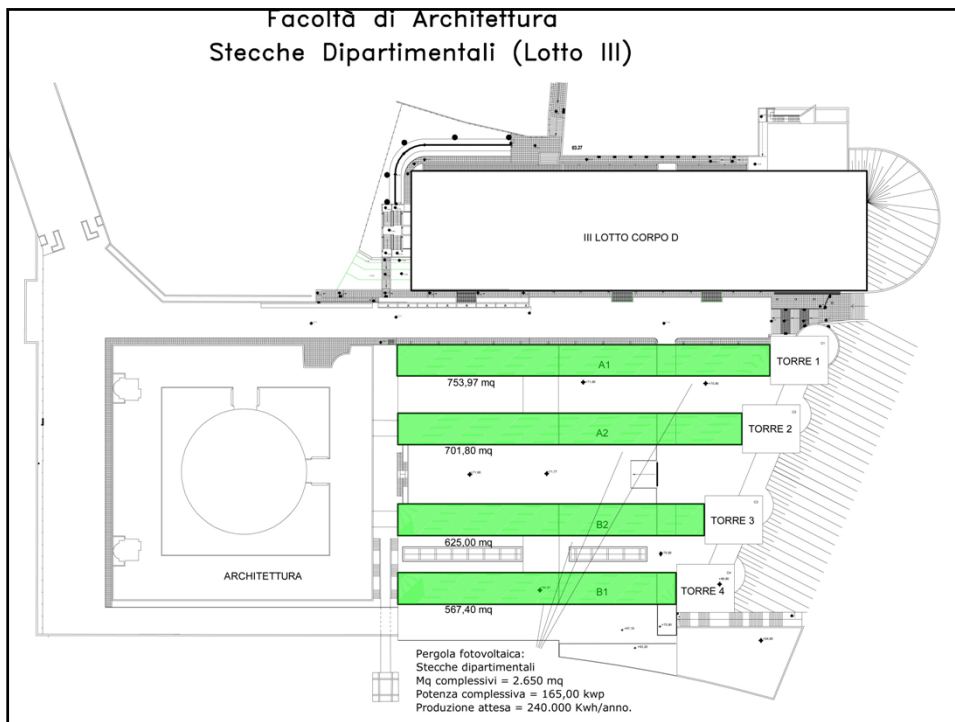 Facoltà di Architettura
Stecche Dipartimentali (Lotto III)
63.27
III LOTTO CORPO D
A1
TORRE 1
753,97 mq
A2
TORRE 2
701,80 mq
B2
TORRE 3
625,00 mq
ARCHITETTURA
B1
TORRE 4
567,40 mq
Pergola fotovoltaica:
Stecche dipartimentali
Mq complessivi = 2.650 mq
Potenza complessiva = 165,00 kwp
Produzione attesa = 240.000 Kwh/anno.